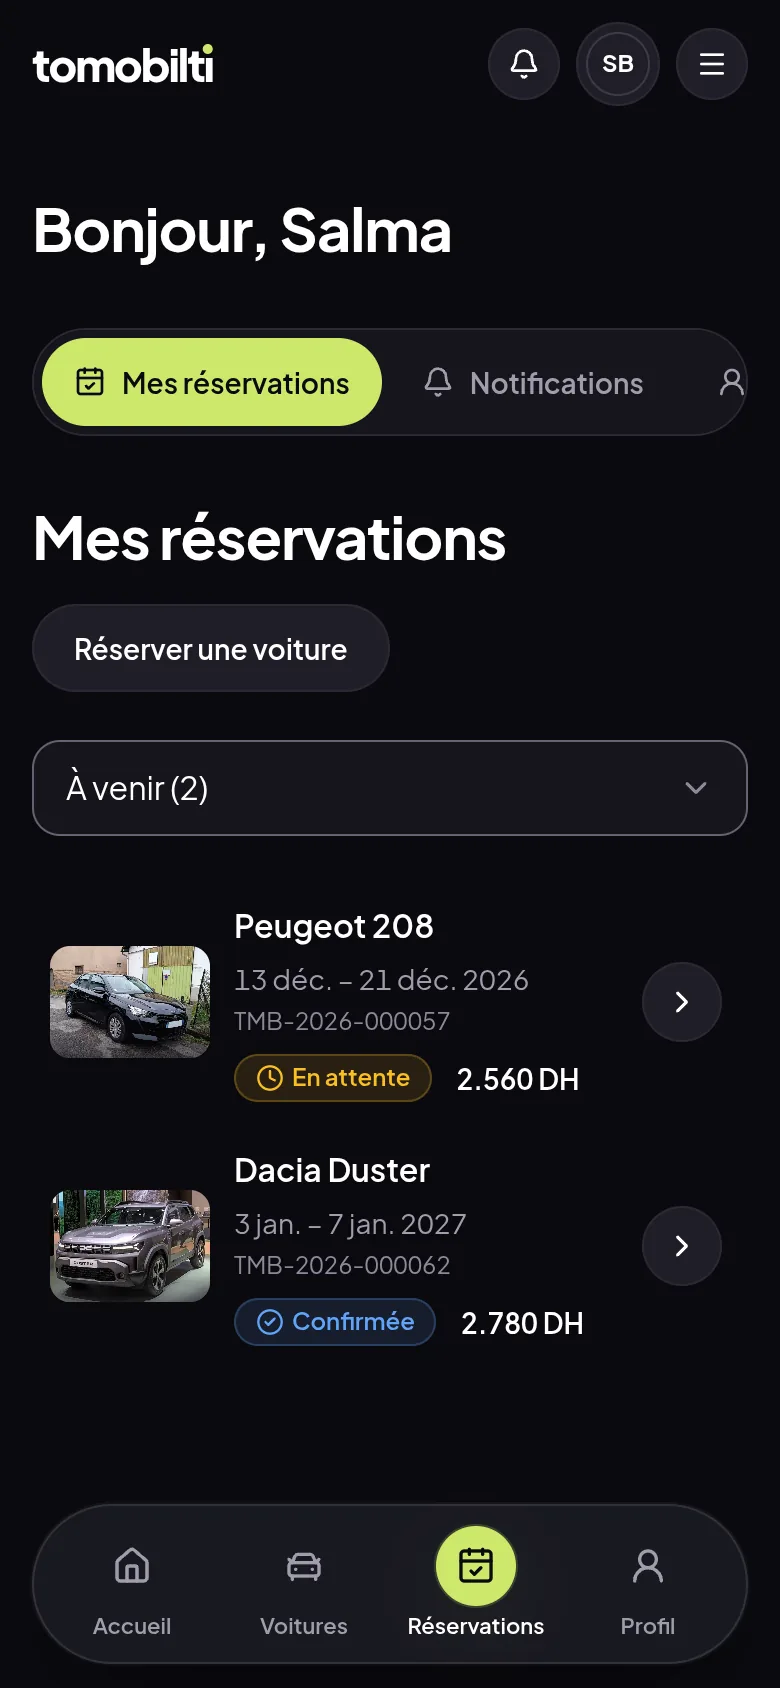 tomobilti
SB
Bonjour, Salma
Mes réservations
Notifications
Mes réservations
Réserver une voiture
À venir (2)
Peugeot 208
13 déc. – 21 déc. 2026
TMB-2026-000057
En attente
2.560 DH
Dacia Duster
3 jan. – 7 jan. 2027
TMB-2026-000062
Confirmée
2.780 DH
Accueil
Voitures
Réservations
Profil